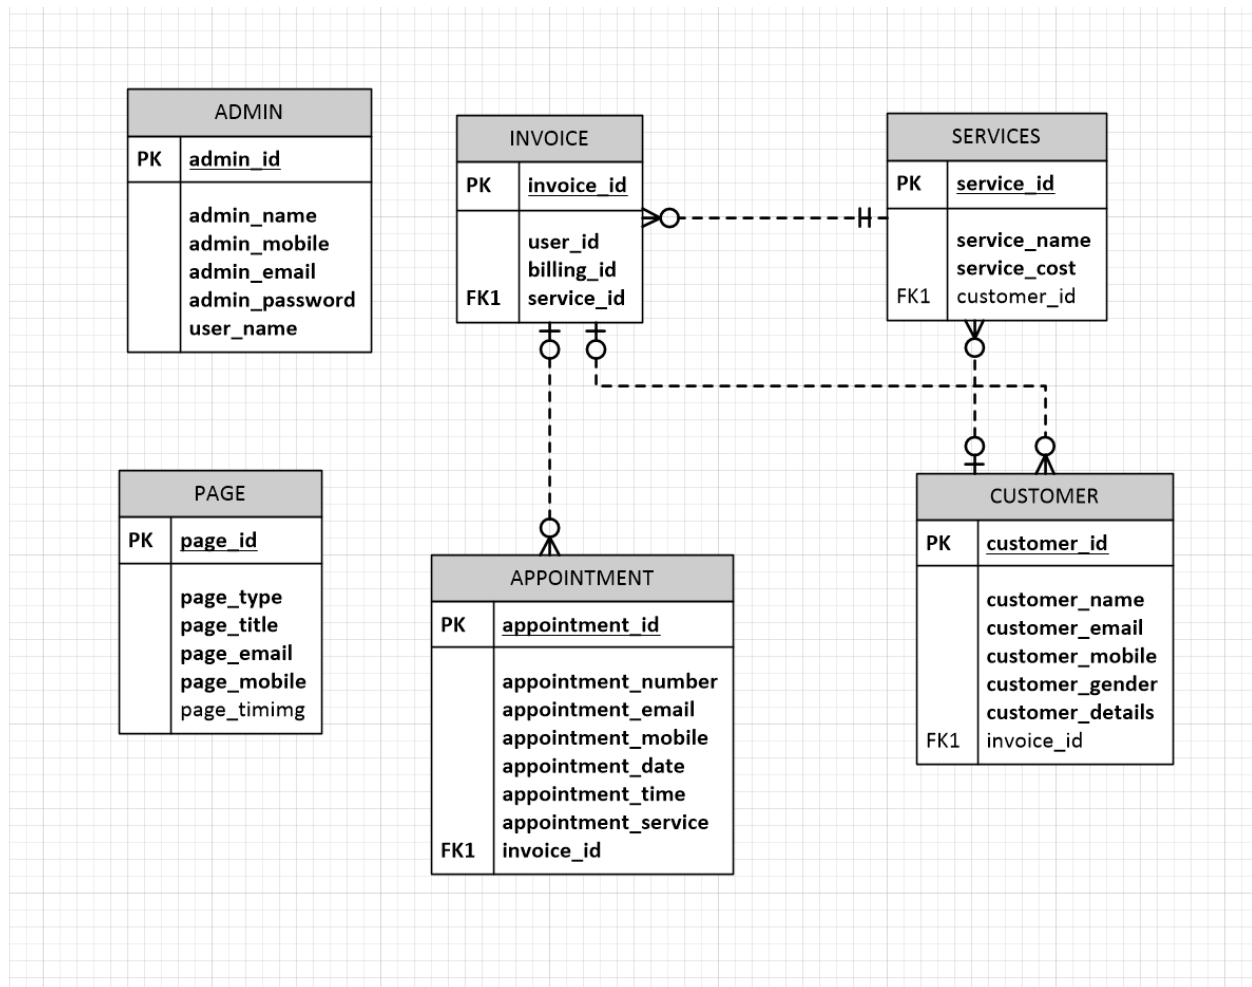 ADMIN
PK admin_id
admin_name
admin_mobile
admin_email
admin_password
user_name
INVOICE
PK invoice_id
user_id
billing_id
FK1 service_id
SERVICES
PK service_id
service_name
service_cost
FK1 customer_id
PAGE
PK page_id
page_type
page_title
page_email
page_mobile
page_timimg
APPOINTMENT
PK appointment_id
appointment_number
appointment_email
appointment_mobile
appointment_date
appointment_time
appointment_service
FK1 invoice_id
CUSTOMER
PK customer_id
customer_name
customer_email
customer_mobile
customer_gender
customer_details
FK1 invoice_id